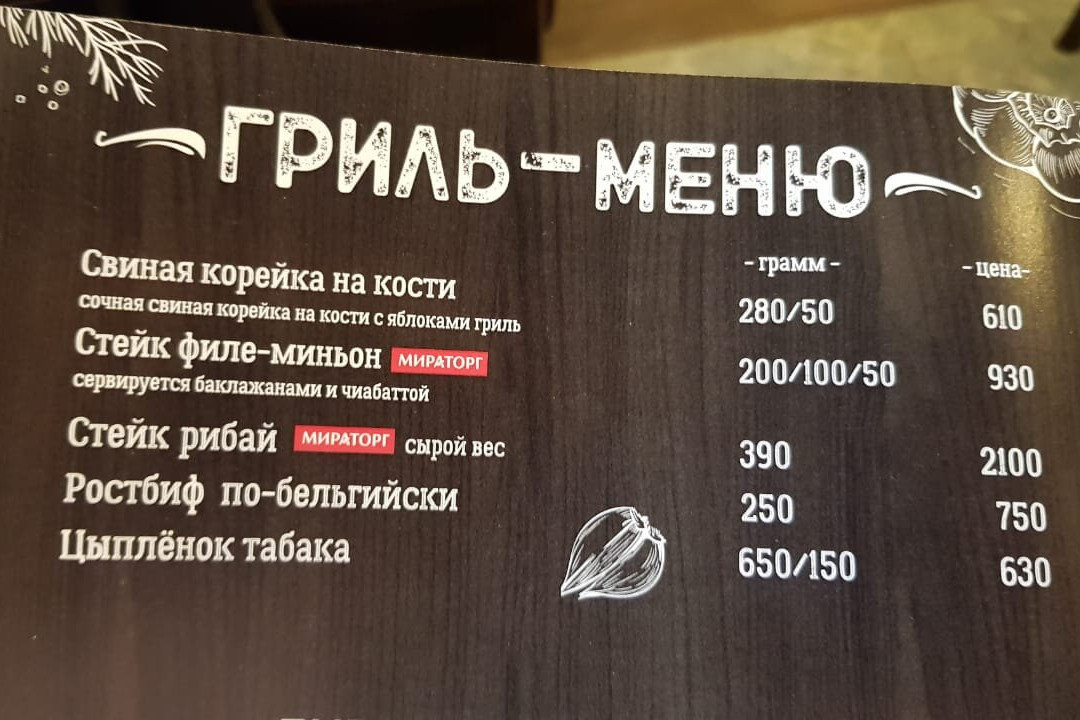 ГРИЛЬ-МЕНЮ
- грамм - - цена-
Свиная корейка на кости 280/50 610
сочная свиная корейка на кости с яблоками гриль
Стейк филе-миньон МИРАТОРГ 200/100/50 930
сервируется баклажанами и чиабаттой
Стейк рибай МИРАТОРГ сырой вес 390 2100
Ростбиф по-бельгийски 250 750
Цыплёнок табака 650/150 630